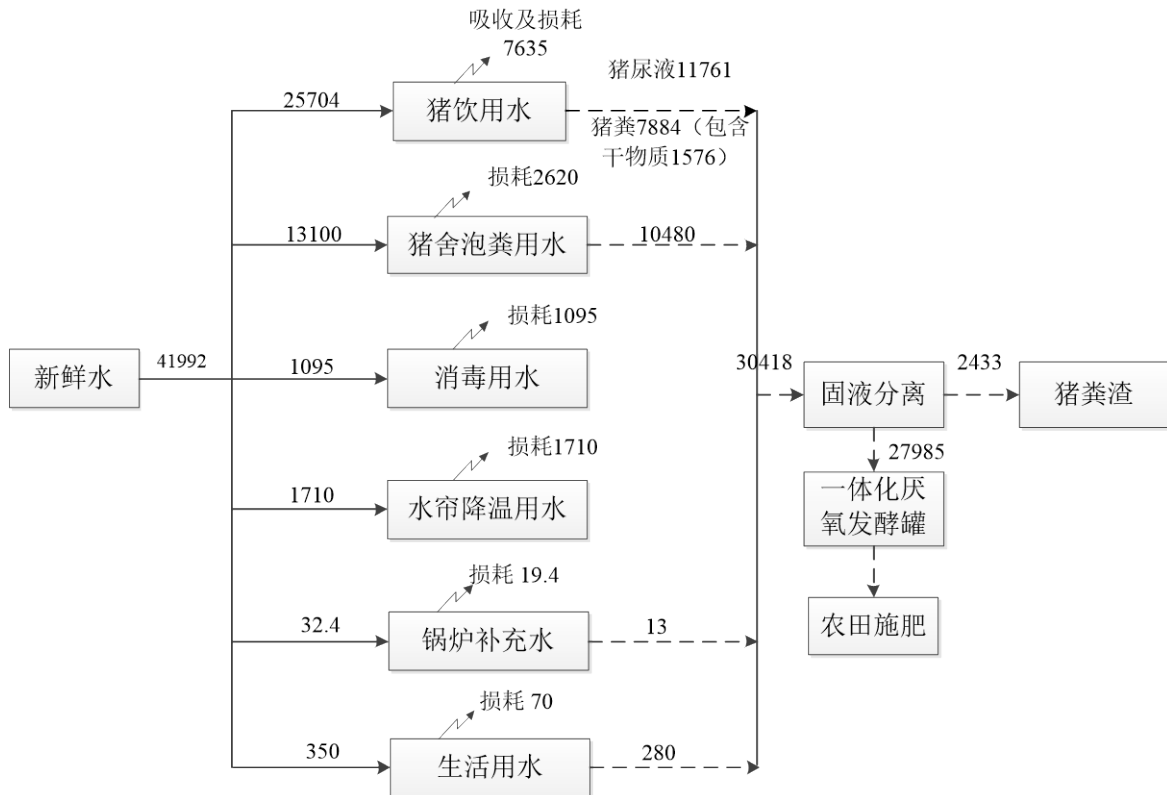 吸收及损耗
7635
25704
猪饮用水
猪尿液11761
猪粪7884（包含
干物质1576）
损耗2620
13100
猪舍泡粪用水
10480
损耗1095
新鲜水
41992
1095
消毒用水
30418
固液分离
2433
猪粪渣
27985
一体化厌
氧发酵罐
农田施肥
损耗1710
1710
水帘降温用水
损耗 19.4
32.4
锅炉补充水
13
损耗 70
350
生活用水
280